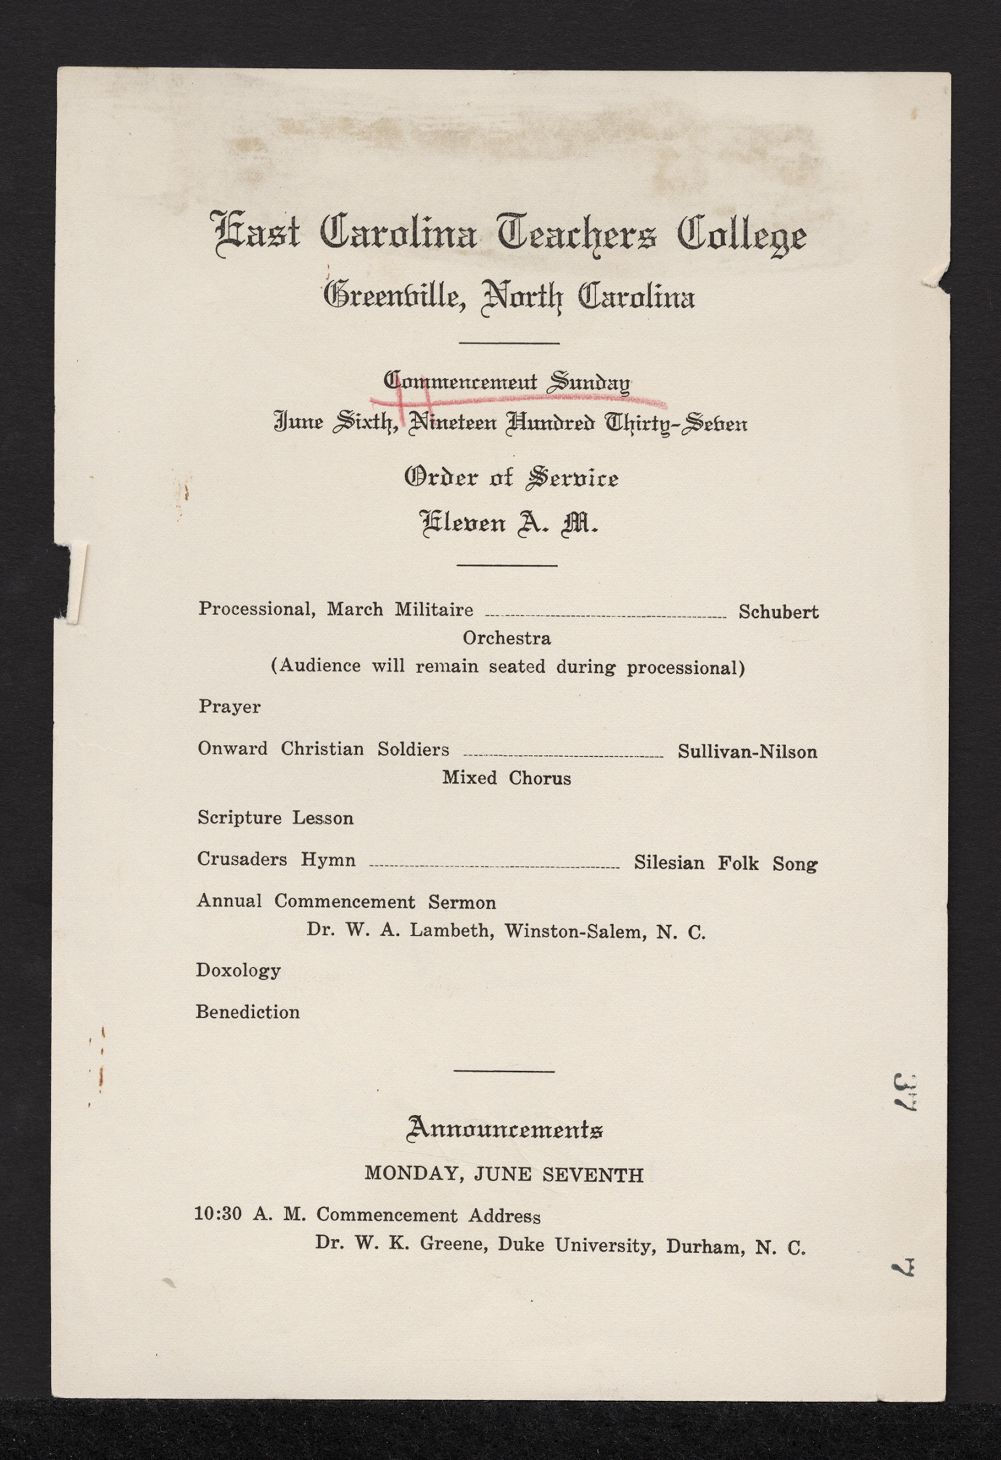 East Carolina Teachers College
Greenville, North Carolina
Commencement Sunday
June Sixth, Nineteen Hundred Thirty-Seven
Order of Service
Eleven A. M.
Processional, March Militaire Schubert
Orchestra
(Audience will remain seated during processional)
Prayer
Onward Christian Soldiers Sullivan-Nilson
Mixed Chorus
Scripture Lesson
Crusaders Hymn Silesian Folk Song
Annual Commencement Sermon
Dr. W. A. Lambeth, Winston-Salem, N. C.
Doxology
Benediction
Announcements
MONDAY, JUNE SEVENTH
10:30 A. M. Commencement Address
Dr. W. K. Greene, Duke University, Durham, N. C.
37
7